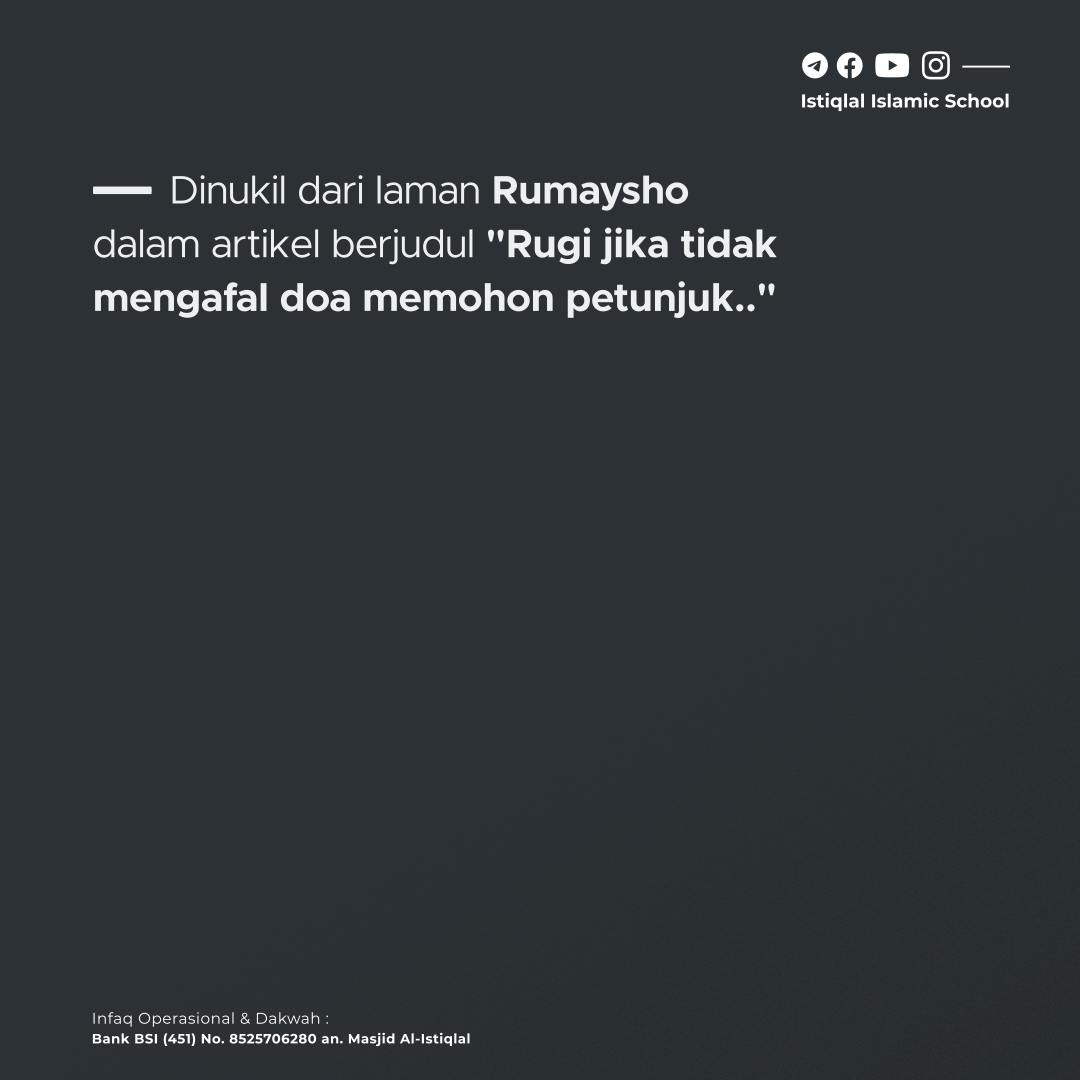 Istiqlal Islamic School
Dinukil dari laman Rumaysho
dalam artikel berjudul "Rugi jika tidak
mengafal doa memohon petunjuk.."
Infaq Operasional & Dakwah :
Bank BSI (451) No. 8525706280 an. Masjid Al-Istiqlal